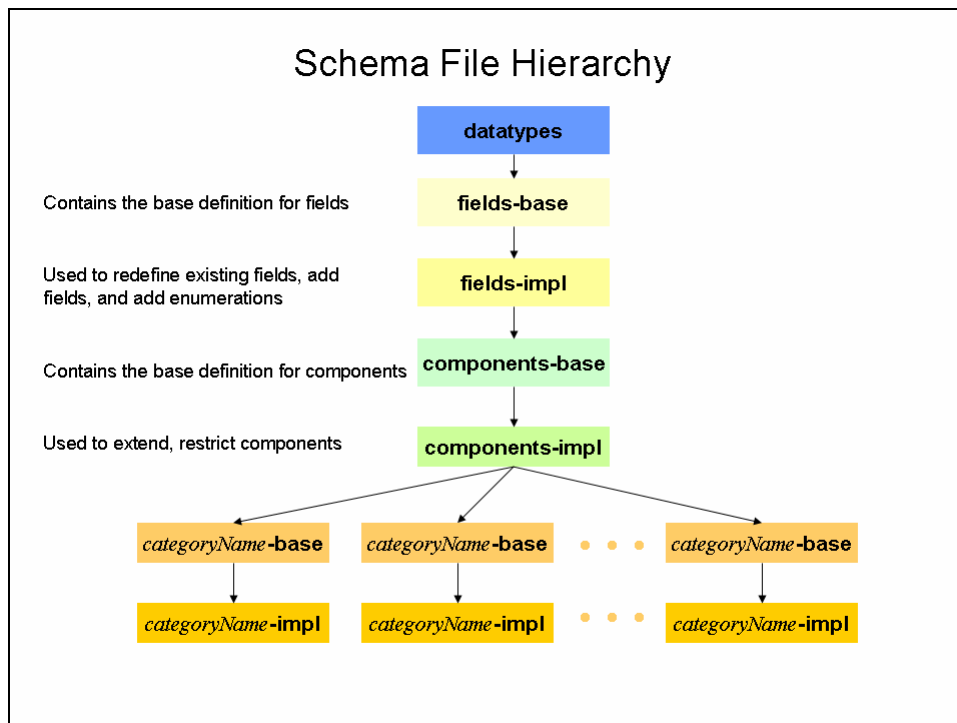 Schema File Hierarchy
datatypes
Contains the base definition for fields
fields-base
Used to redefine existing fields, add
fields, and add enumerations
fields-impl
Contains the base definition for components
components-base
Used to extend, restrict components
components-impl
categoryName-base categoryName-base categoryName-base
categoryName-impl categoryName-impl categoryName-impl